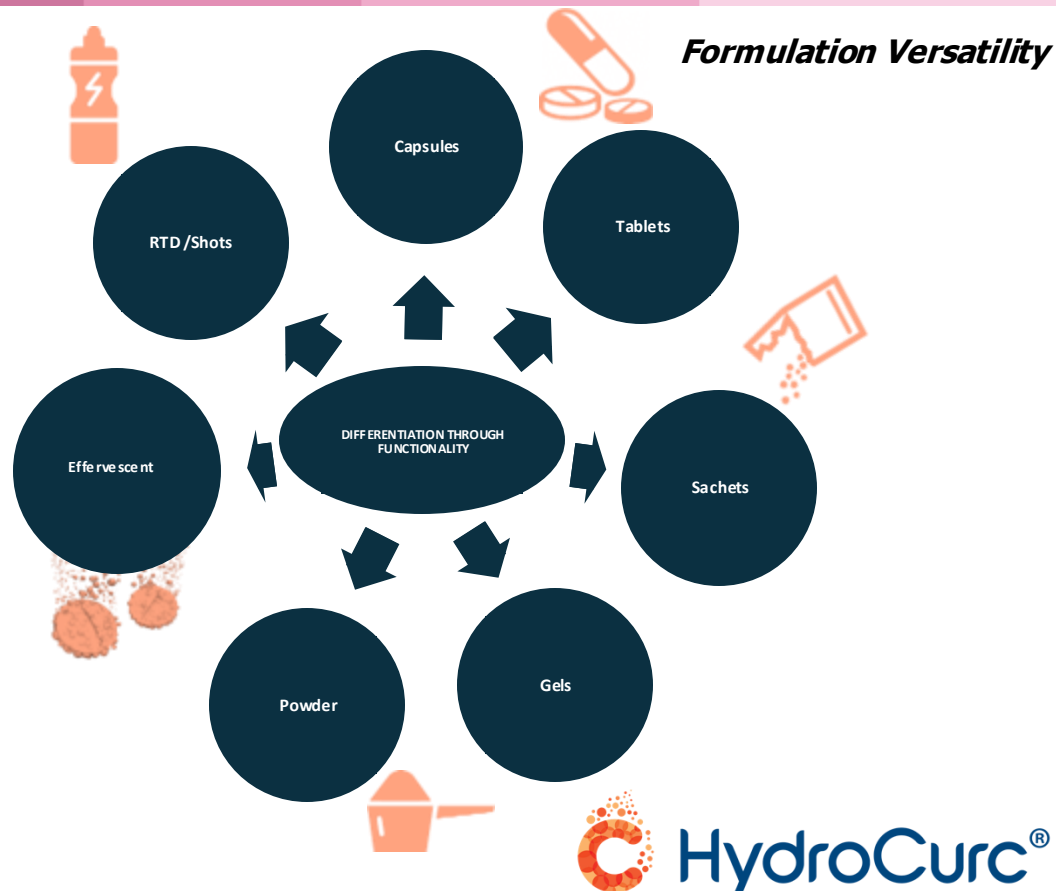 Formulation Versatility
Capsules
Tablets
RTD/Shots
DIFFERENTIATION THROUGH
FUNCTIONALITY
Effervescent
Sachets
Gels
Powder
HydroCurc®